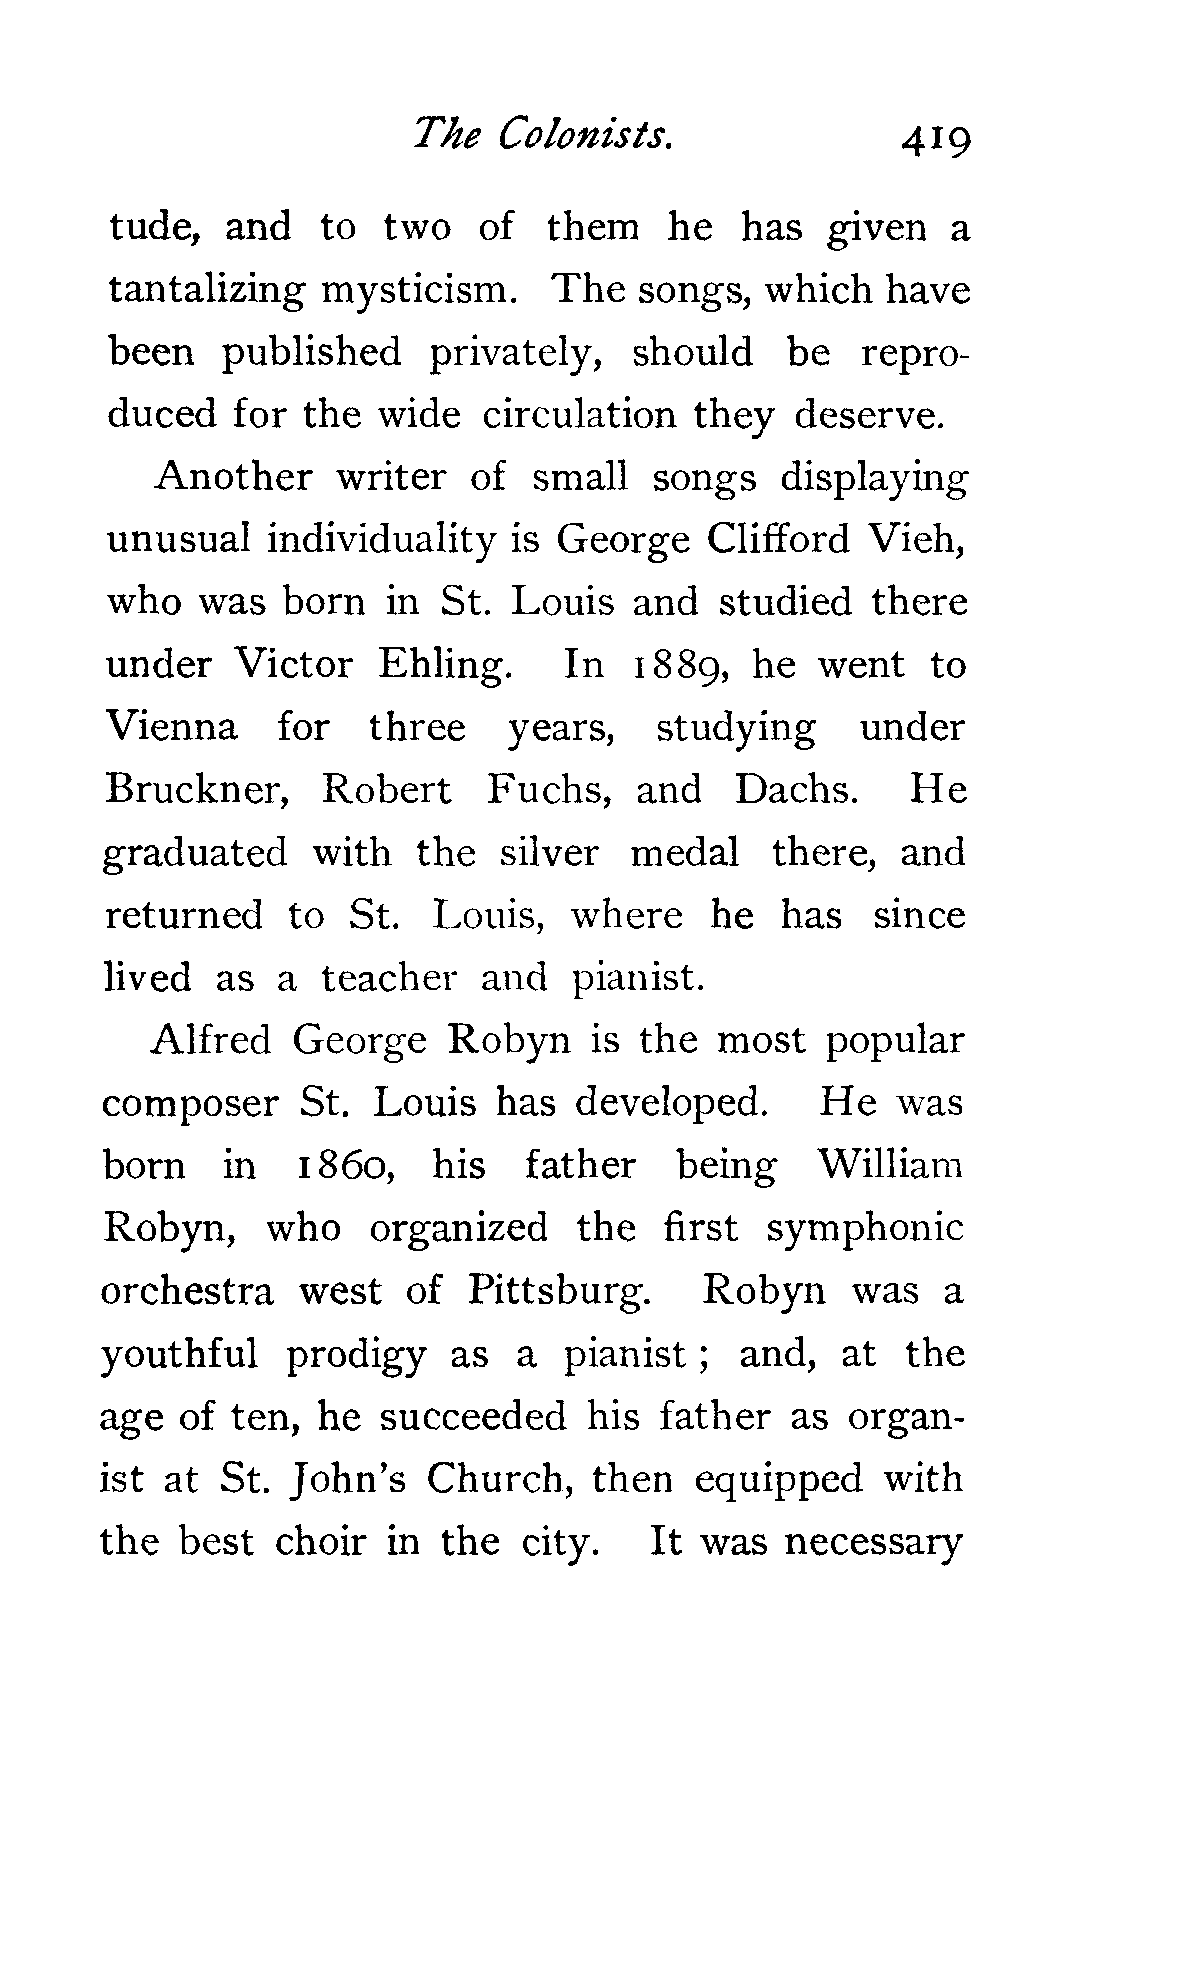 The Colonists. 419
tude, and to two of them he has given a
tantalizing mysticism. The songs, which have
been published privately, should be repro-
duced for the wide circulation they deserve.
Another writer of small songs displaying
unusual individuality is George Clifford Vieh,
who was born in St. Louis and studied there
under Victor Ehling. In 1889, he went to
Vienna for three years, studying under
Bruckner, Robert Fuchs, and Dachs. He
graduated with the silver medal there, and
returned to St. Louis, where he has since
lived as a teacher and pianist.
Alfred George Robyn is the most popular
composer St. Louis has developed. He was
born in 1860, his father being William
Robyn, who organized the first symphonic
orchestra west of Pittsburg. Robyn was a
youthful prodigy as a pianist ; and, at the
age of ten, he succeeded his father as organ-
ist at St. John's Church, then equipped with
the best choir in the city. It was necessary